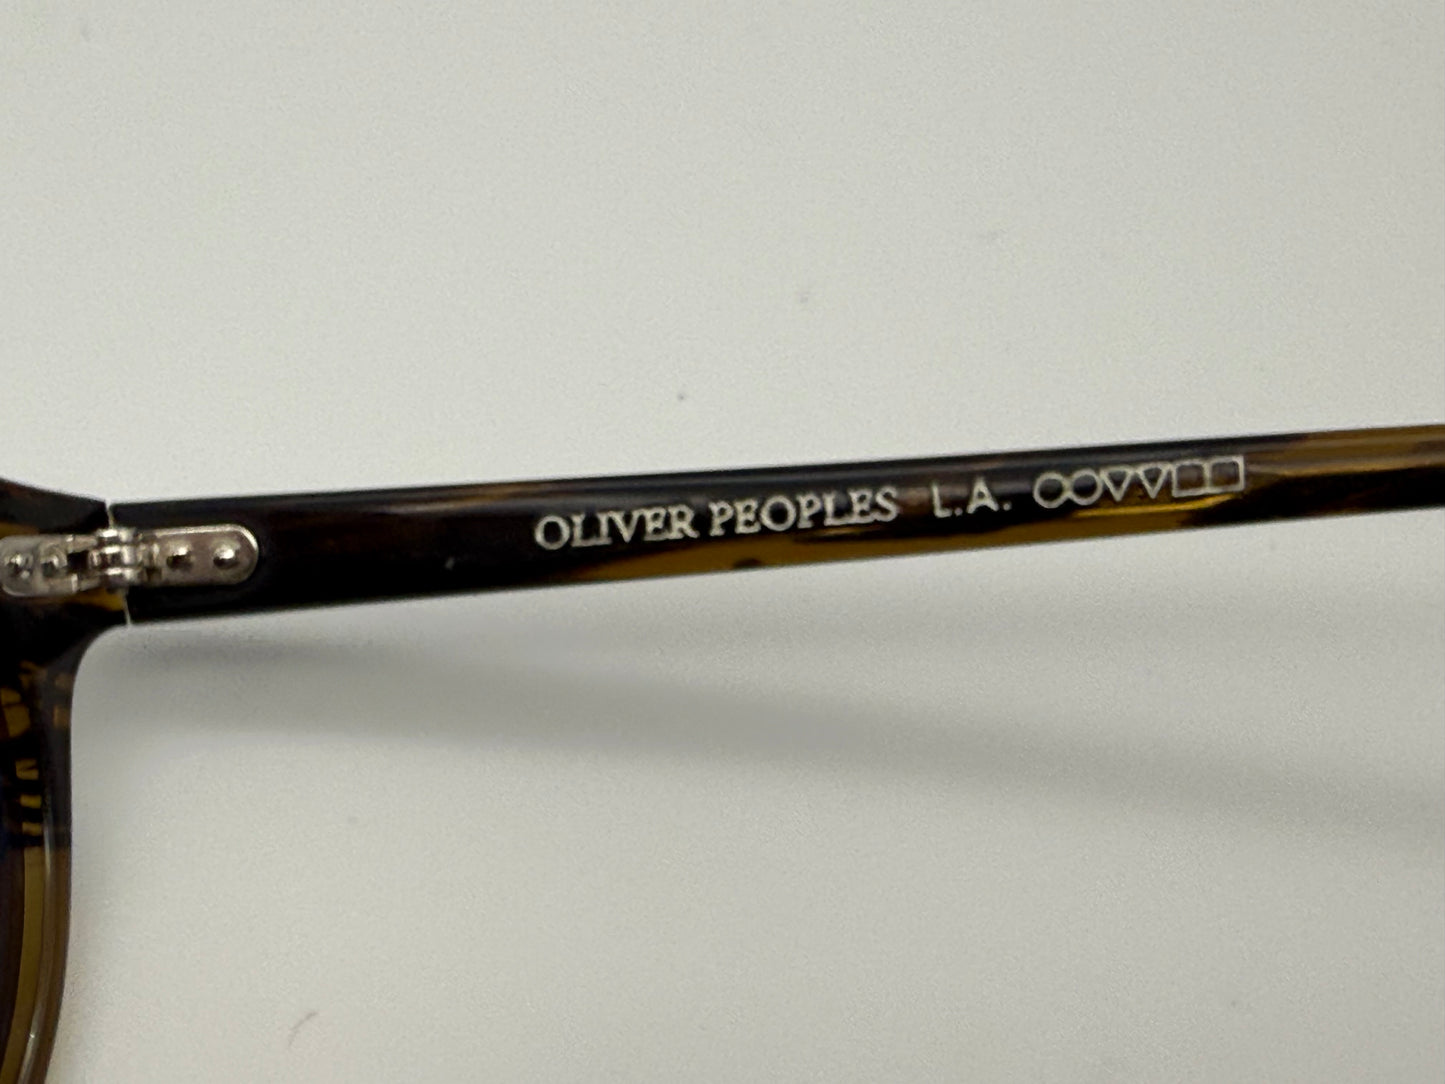 OLIVER PEOPLES L.A. ○○▽▽□□